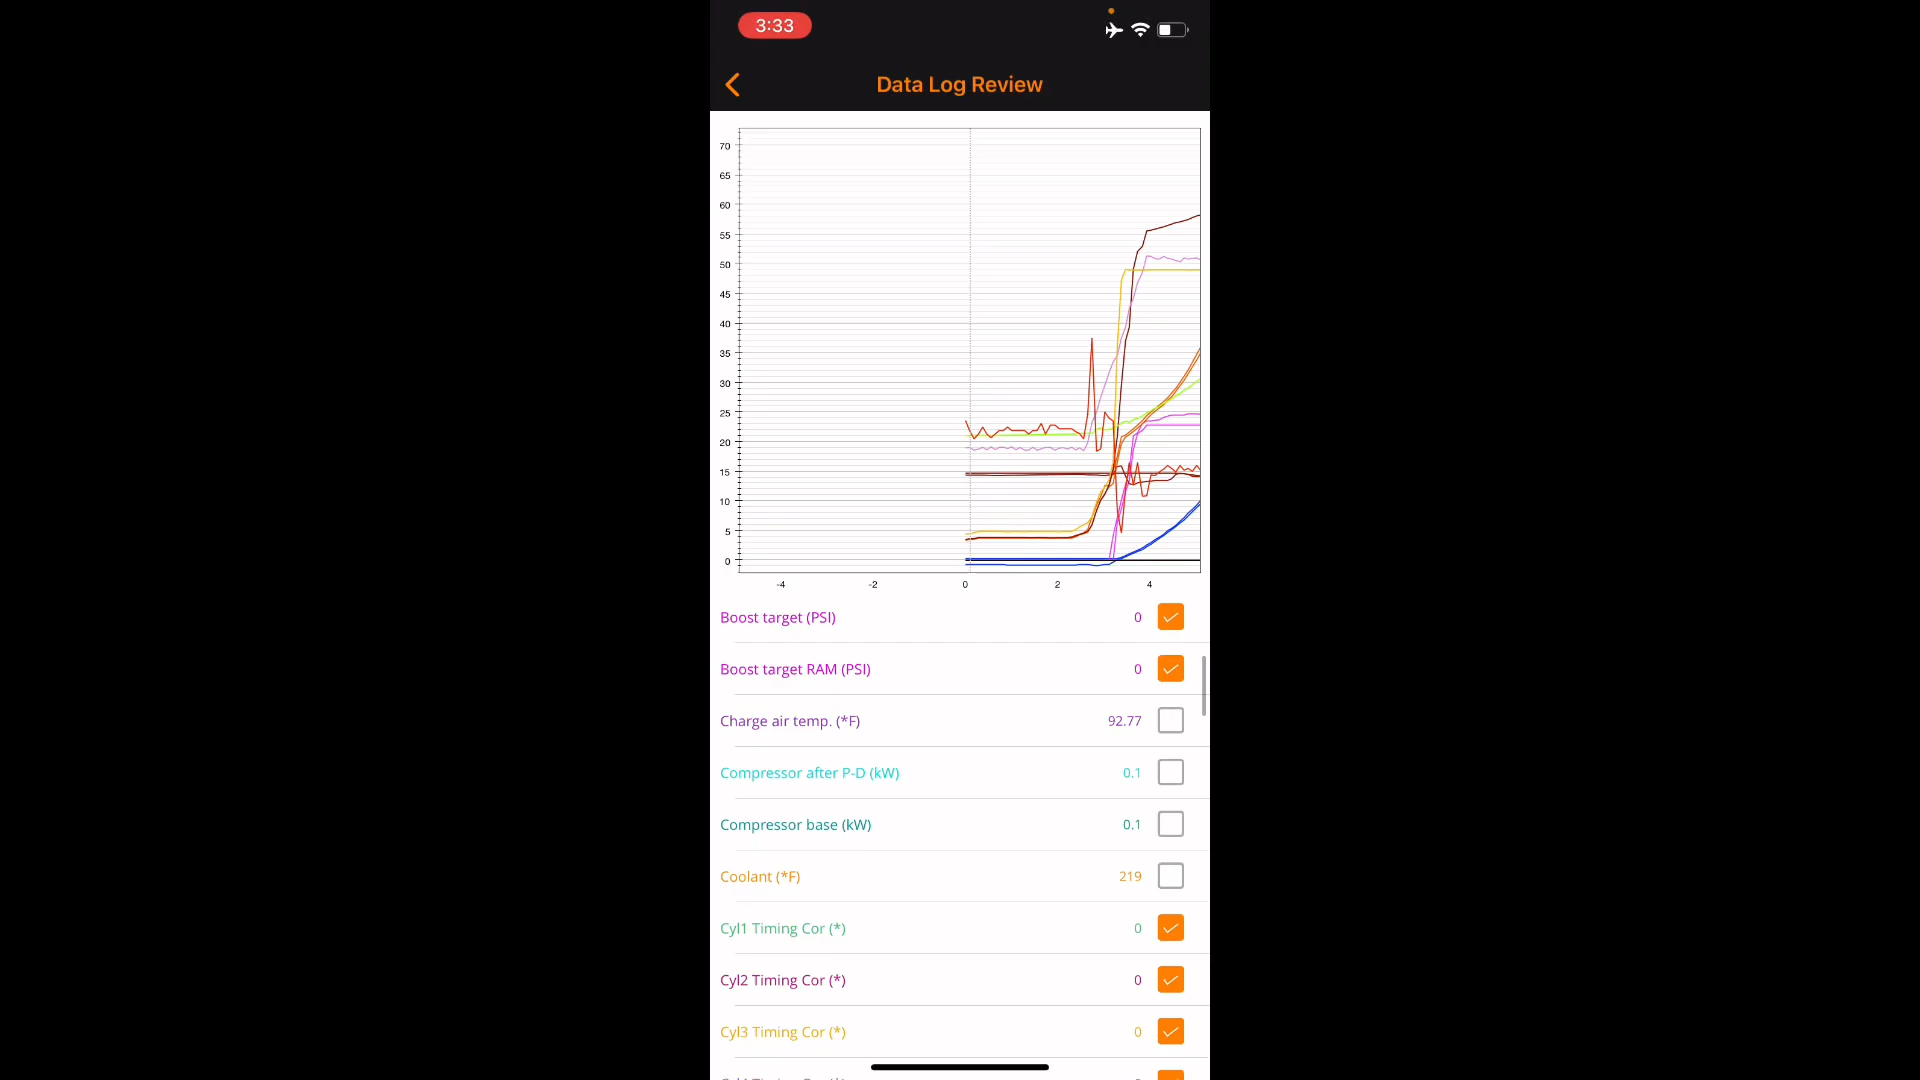 3:33
Data Log Review
70
65
60
55
50
45
40
35
30
25
20
15
10
5
0
-4 -2 0 2 4
Boost target (PSI) 0
Boost target RAM (PSI) 0
Charge air temp. (*F) 92.77
Compressor after P-D (kW) 0.1
Compressor base (kW) 0.1
Coolant (*F) 219
Cyl1 Timing Cor (*) 0
Cyl2 Timing Cor (*) 0
Cyl3 Timing Cor (*) 0